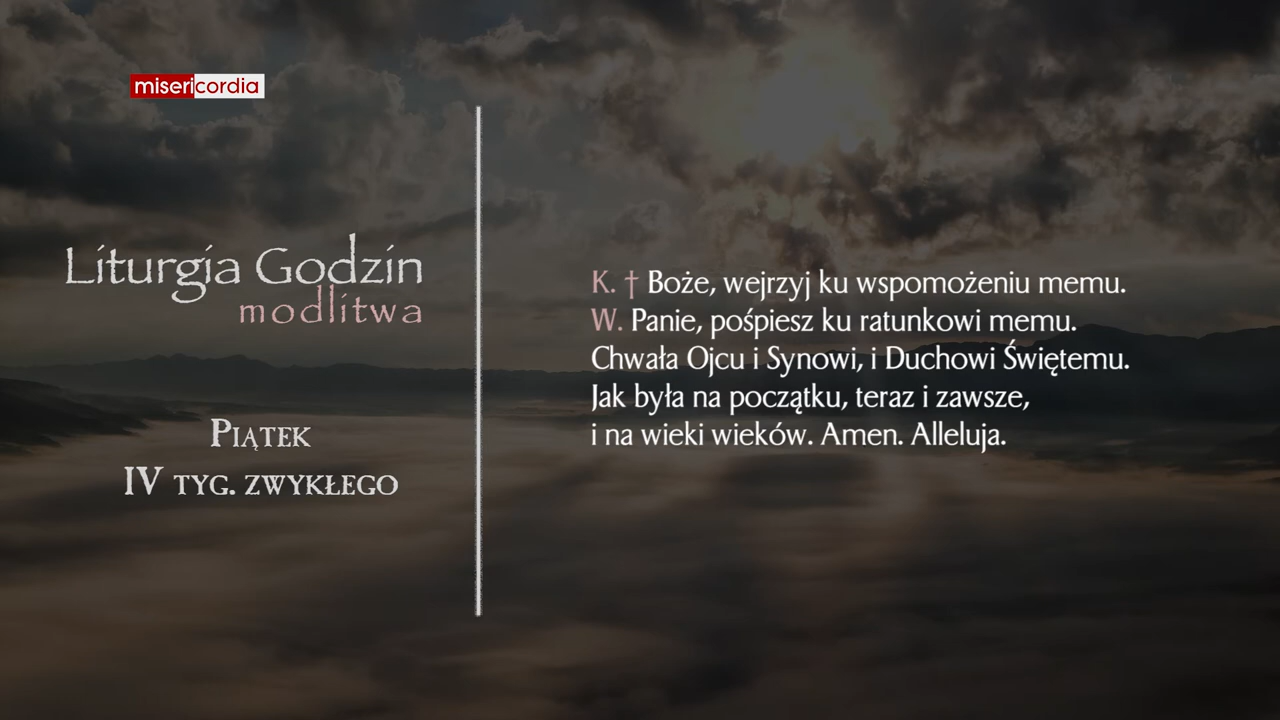 misericordia
Liturgia Godzin
modlitwa
Piątek
IV tyg. zwykłego
K. † Boże, wejrzyj ku wspomożeniu memu.
W. Panie, pośpiesz ku ratunkowi memu.
Chwała Ojcu i Synowi, i Duchowi Świętemu.
Jak była na początku, teraz i zawsze,
i na wieki wieków. Amen. Alleluja.